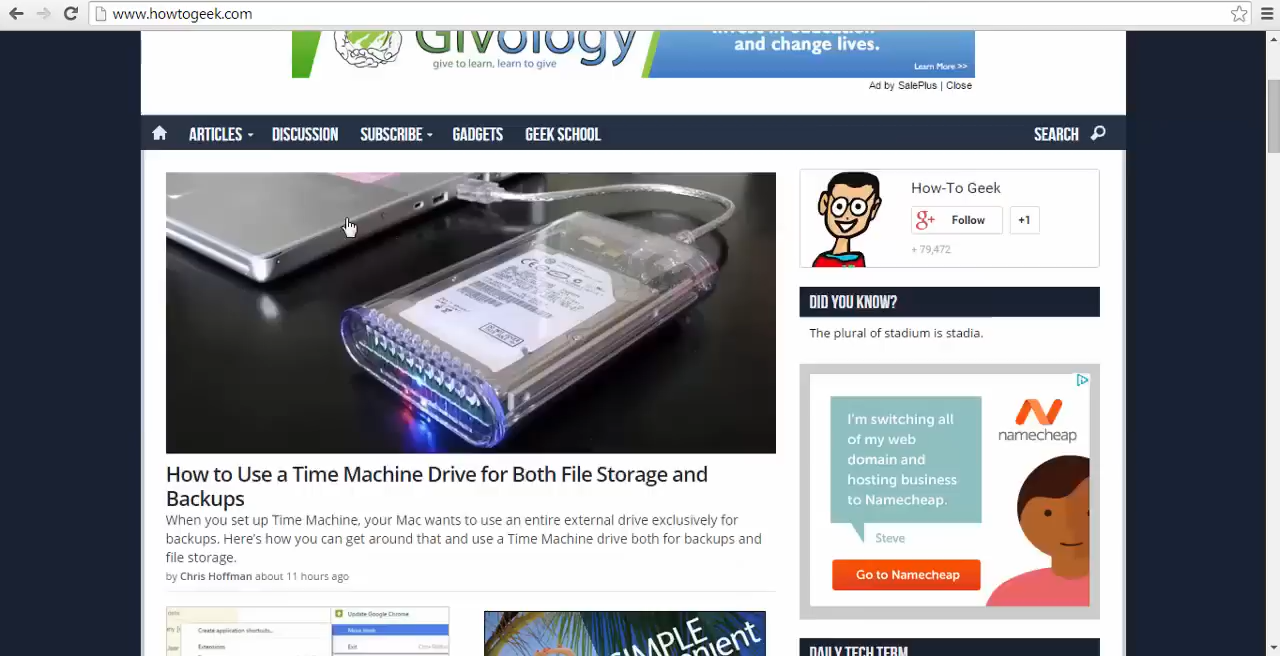 www.howtogeek.com
Givology
give to learn, learn to give
and change lives.
Learn More >>
Ad by SalePlus | Close
ARTICLES
DISCUSSION
SUBSCRIBE
GADGETS
GEEK SCHOOL
SEARCH
How-To Geek
g+ Follow
+1
+ 79,472
DID YOU KNOW?
The plural of stadium is stadia.
I'm switching all
of my web
domain and
hosting business
to Namecheap.
Steve
namecheap
Go to Namecheap
How to Use a Time Machine Drive for Both File Storage and
Backups
When you set up Time Machine, your Mac wants to use an entire external drive exclusively for
backups. Here's how you can get around that and use a Time Machine drive both for backups and
file storage.
by Chris Hoffman about 11 hours ago
Update Google Chrome
Create application shortcuts...
More tools
Extensions
Exit
SIMPLE
DAILY TECH TERM